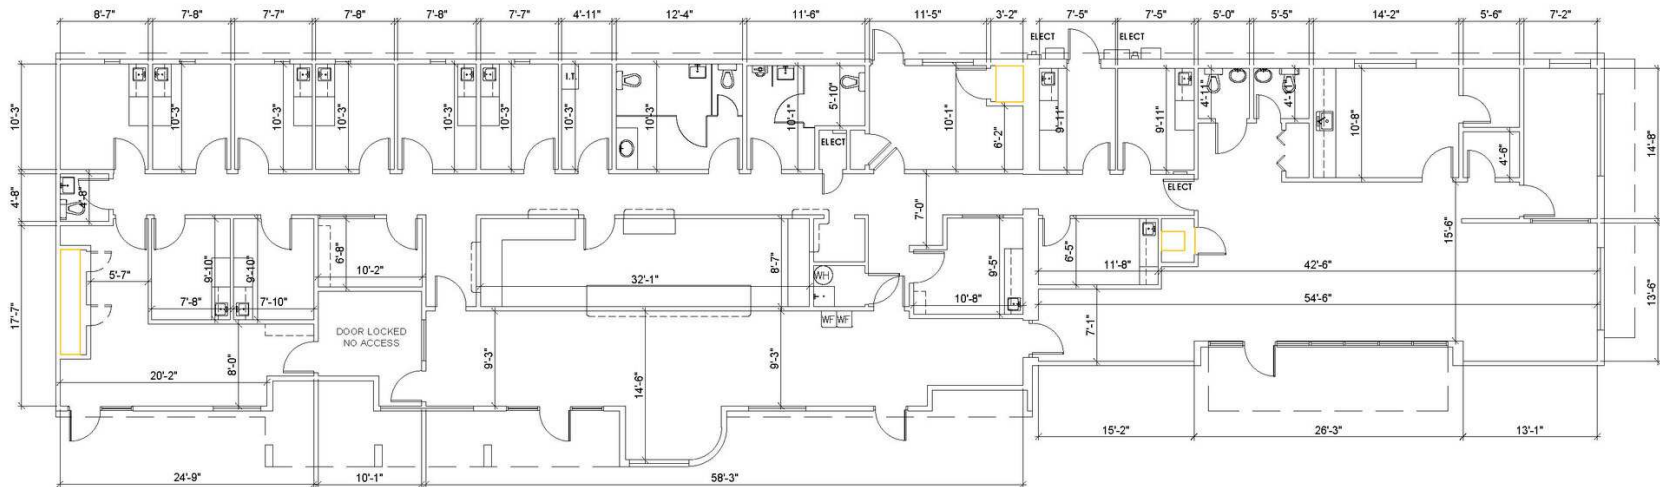 8'-7" 7'-8" 7'-7" 7'-8" 7'-8" 7'-7" 4'-11" 12'-4" 11'-6" 11'-5" 3'-2" 7'-5" 7'-5" 5'-0" 5'-5" 14'-2" 5'-6" 7'-2"
ELECT ELECT
I.T.
10'-3" 10'-3" 10'-3" 10'-3" 10'-3" 10'-3" 10'-3" 10'-3" 10'-1" 5'-10" 10'-1" 6'-2" 9'-11" 9'-11" 4'-11" 4'-11" 10'-8" 4'-6" 14'-8"
ELECT
ELECT
4'-8" 4'-8" 7'-0" 15'-6"
17'-7" 5'-7" 9'-10" 9'-10" 6'-8" 8'-7" 9'-5" 6'-5" 13'-6"
10'-2" 32'-1" WH 11'-8" 42'-6"
7'-8" 7'-10" 10'-8" 54'-6"
WF WF
DOOR LOCKED
NO ACCESS
8'-0" 9'-3" 14'-6" 9'-3" 7'-1"
20'-2"
15'-2" 26'-3" 13'-1"
24'-9" 10'-1" 58'-3"